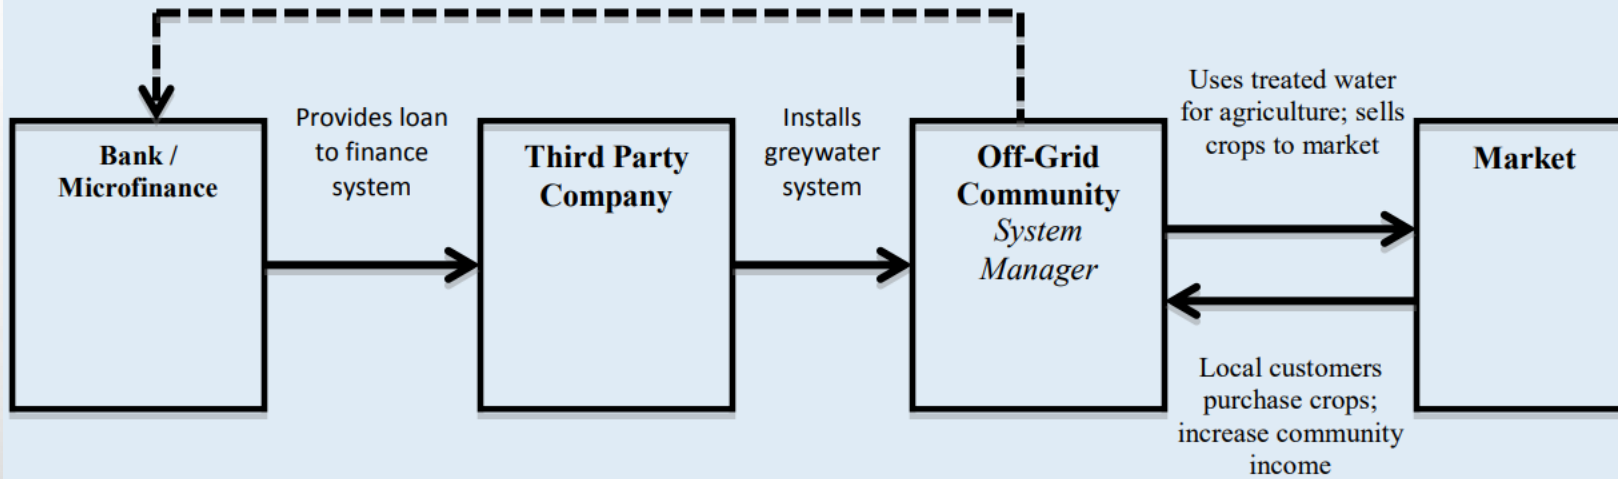 Bank /
Microfinance
Provides loan
to finance
system
Third Party
Company
Installs
greywater
system
Off-Grid
Community
System
Manager
Uses treated water
for agriculture; sells
crops to market
Local customers
purchase crops;
increase community
income
Market